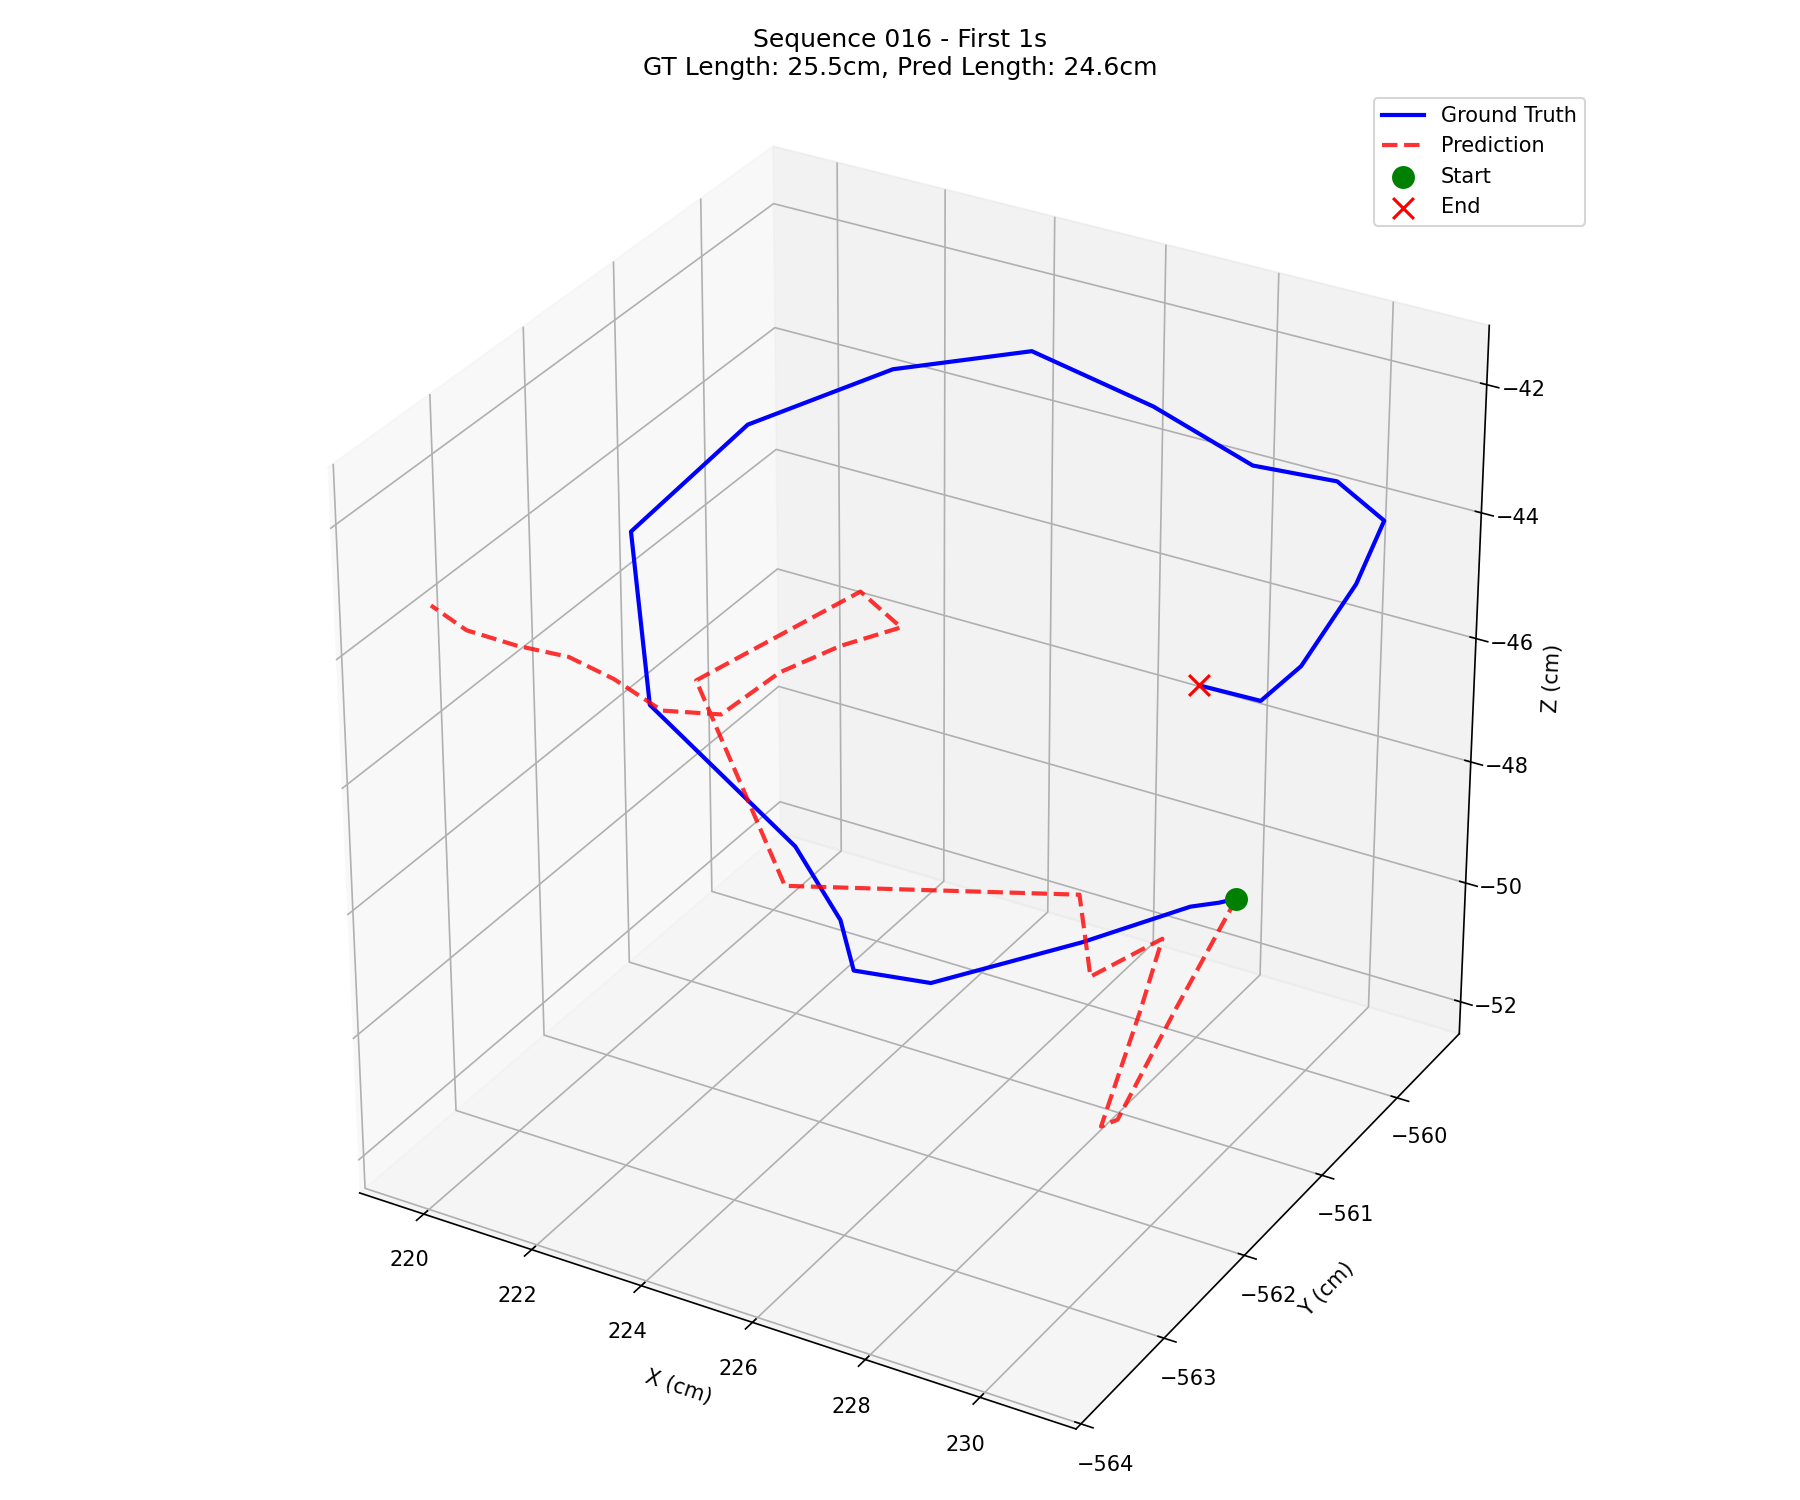 Sequence 016 - First 1s
GT Length: 25.5cm, Pred Length: 24.6cm
Ground Truth
Prediction
Start
End
−42
−44
−46
−48
−50
−52
Z (cm)
−560
−561
−562
−563
−564
Y (cm)
220
222
224
226
228
230
X (cm)